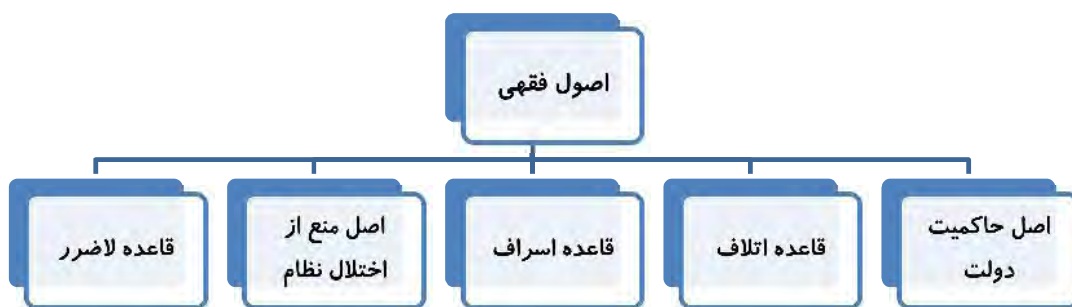 اصول فقهی
اصل حاکمیت
دولت
قاعده اتلاف
قاعده اسراف
اصل منع از
اختلال نظام
قاعده لاضرر